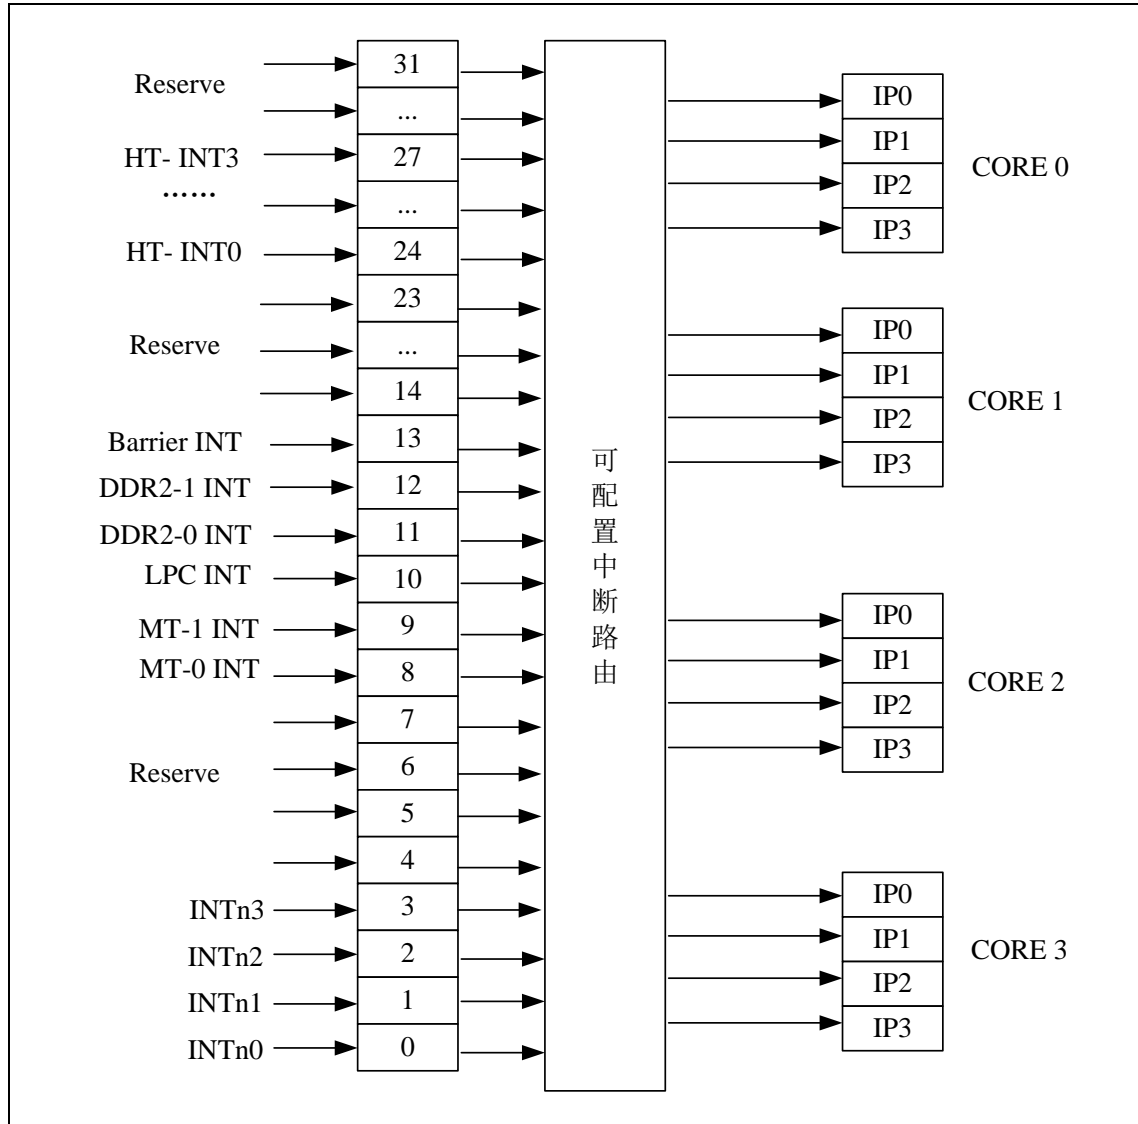 Reserve
HT- INT3
......
HT- INT0
Reserve
Barrier INT
DDR2-1 INT
DDR2-0 INT
LPC INT
MT-1 INT
MT-0 INT
Reserve
INTn3
INTn2
INTn1
INTn0
31
...
27
...
24
23
...
14
13
12
11
10
9
8
7
6
5
4
3
2
1
0
可
配
置
中
断
路
由
IP0
IP1
IP2
IP3
CORE 0
IP0
IP1
IP2
IP3
CORE 1
IP0
IP1
IP2
IP3
CORE 2
IP0
IP1
IP2
IP3
CORE 3